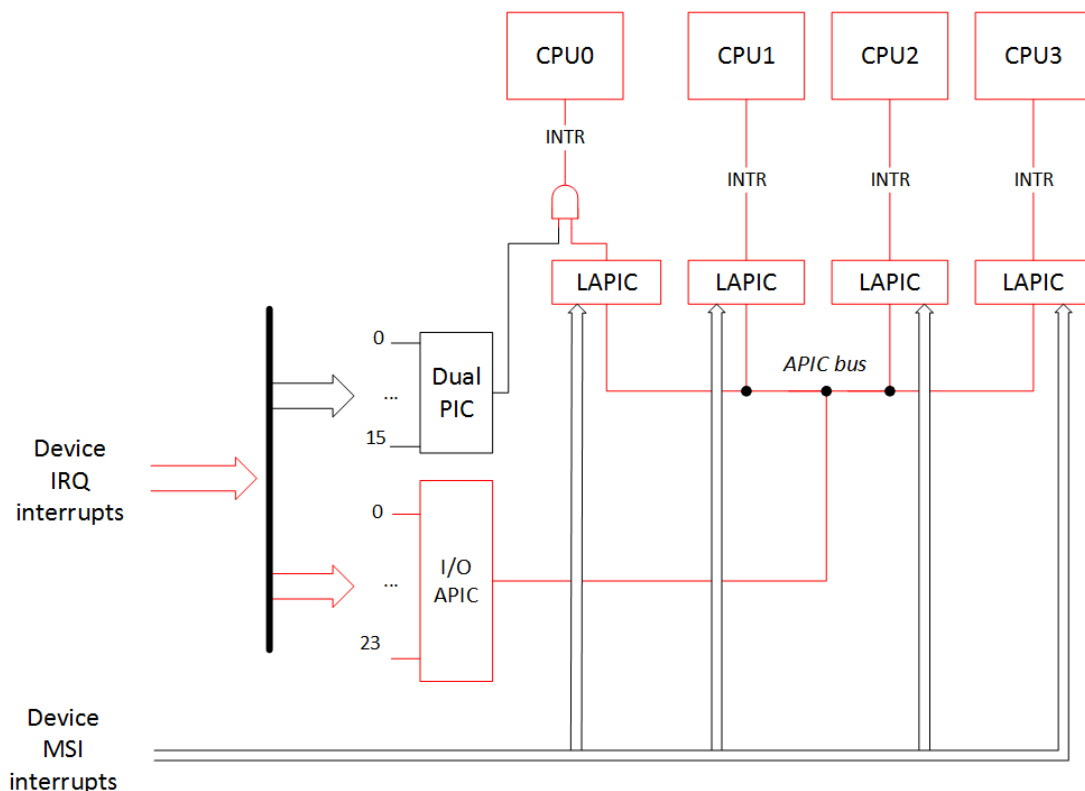 CPU0
CPU1
CPU2
CPU3
INTR
INTR
INTR
INTR
LAPIC
LAPIC
LAPIC
LAPIC
APIC bus
0
...
15
Dual
PIC
Device
IRQ
interrupts
0
...
23
I/O
APIC
Device
MSI
interrupts